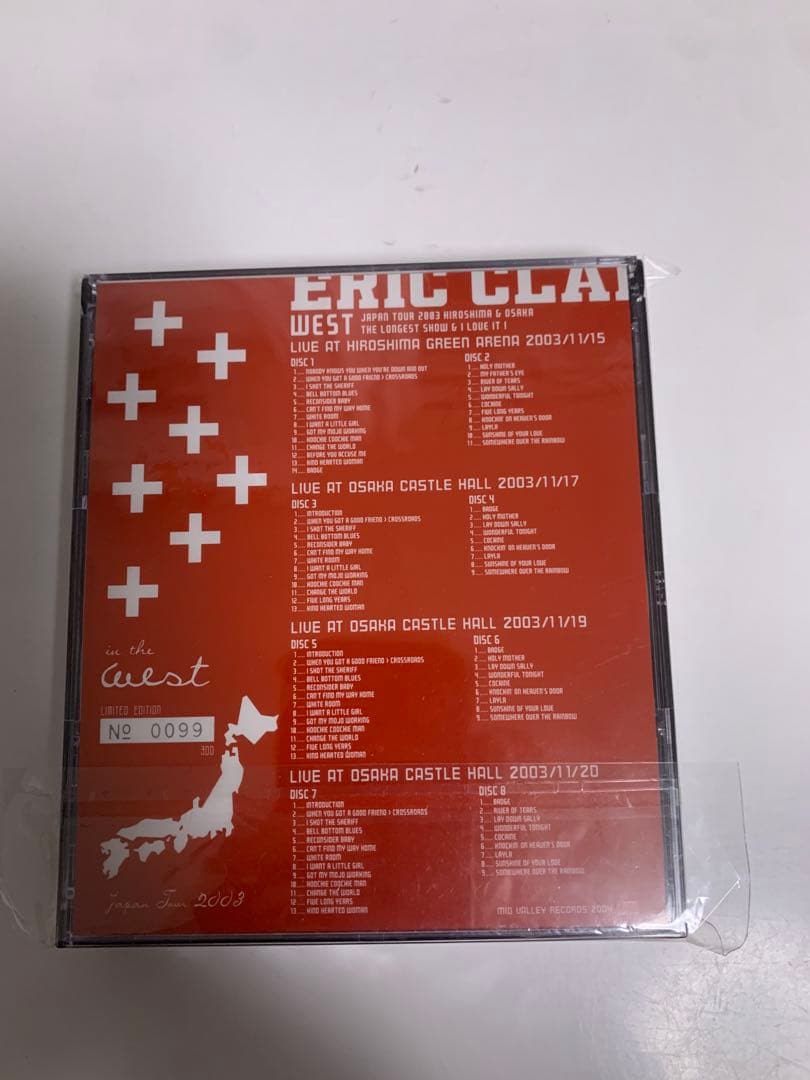 ERIC CLA
WEST
JAPAN TOUR 2003 HIROSHIMA & OSAKA
THE LONGEST SHOW & I LOVE IT !
LIVE AT HIROSHIMA GREEN ARENA 2003/11/15
DISC 1
1.... NOBODY KNOWS YOU WHEN YOU'RE DOWN AND OUT
2.... WHEN YOU GOT A GOOD FRIEND > CROSSROADS
3.... I SHOT THE SHERIFF
4.... BELL BOTTOM BLUES
5.... RECONSIDER BABY
6.... CAN'T FIND MY WAY HOME
7.... WHITE ROOM
8.... I WANT A LITTLE GIRL
9.... GOT MY MOJO WORKING
10.... HOOCHIE COOCHIE MAN
11.... CHANGE THE WORLD
12.... BEFORE YOU ACCUSE ME
13.... KIND HEARTED WOMAN
14.... BADGE
DISC 2
1.... HOLY MOTHER
2.... MY FATHER'S EYE
3.... RIVER OF TEARS
4.... LAY DOWN SALLY
5.... WONDERFUL TONIGHT
6.... COCAINE
7.... FIVE LONG YEARS
8.... KNOCKIN' ON HEAVEN'S DOOR
9.... LAYLA
10.... SUNSHINE OF YOUR LOVE
11.... SOMEWHERE OVER THE RAINBOW
LIVE AT OSAKA CASTLE HALL 2003/11/17
DISC 3
1.... INTRODUCTION
2.... WHEN YOU GOT A GOOD FRIEND > CROSSROADS
3.... I SHOT THE SHERIFF
4.... BELL BOTTOM BLUES
5.... RECONSIDER BABY
6.... CAN'T FIND MY WAY HOME
7.... WHITE ROOM
8.... I WANT A LITTLE GIRL
9.... GOT MY MOJO WORKING
10.... HOOCHIE COOCHIE MAN
11.... CHANGE THE WORLD
12.... FIVE LONG YEARS
13.... KIND HEARTED WOMAN
DISC 4
1.... BADGE
2.... HOLY MOTHER
3.... LAY DOWN SALLY
4.... WONDERFUL TONIGHT
5.... COCAINE
6.... KNOCKIN' ON HEAVEN'S DOOR
7.... LAYLA
8.... SUNSHINE OF YOUR LOVE
9.... SOMEWHERE OVER THE RAINBOW
LIVE AT OSAKA CASTLE HALL 2003/11/19
DISC 5
1.... INTRODUCTION
2.... WHEN YOU GOT A GOOD FRIEND > CROSSROADS
3.... I SHOT THE SHERIFF
4.... BELL BOTTOM BLUES
5.... RECONSIDER BABY
6.... CAN'T FIND MY WAY HOME
7.... WHITE ROOM
8.... I WANT A LITTLE GIRL
9.... GOT MY MOJO WORKING
10.... HOOCHIE COOCHIE MAN
11.... CHANGE THE WORLD
12.... FIVE LONG YEARS
13.... KIND HEARTED WOMAN
DISC 6
1.... BADGE
2.... HOLY MOTHER
3.... LAY DOWN SALLY
4.... WONDERFUL TONIGHT
5.... COCAINE
6.... KNOCKIN' ON HEAVEN'S DOOR
7.... LAYLA
8.... SUNSHINE OF YOUR LOVE
9.... SOMEWHERE OVER THE RAINBOW
LIVE AT OSAKA CASTLE HALL 2003/11/20
DISC 7
1.... INTRODUCTION
2.... WHEN YOU GOT A GOOD FRIEND > CROSSROADS
3.... I SHOT THE SHERIFF
4.... BELL BOTTOM BLUES
5.... RECONSIDER BABY
6.... CAN'T FIND MY WAY HOME
7.... WHITE ROOM
8.... I WANT A LITTLE GIRL
9.... GOT MY MOJO WORKING
10.... HOOCHIE COOCHIE MAN
11.... CHANGE THE WORLD
12.... FIVE LONG YEARS
13.... KIND HEARTED WOMAN
DISC 8
1.... BADGE
2.... RIVER OF TEARS
3.... LAY DOWN SALLY
4.... WONDERFUL TONIGHT
5.... COCAINE
6.... KNOCKIN' ON HEAVEN'S DOOR
7.... LAYLA
8.... SUNSHINE OF YOUR LOVE
9.... SOMEWHERE OVER THE RAINBOW
in the
west
LIMITED EDITION
No 0099
300
Japan Tour 2003
MID VALLEY RECORDS 2004